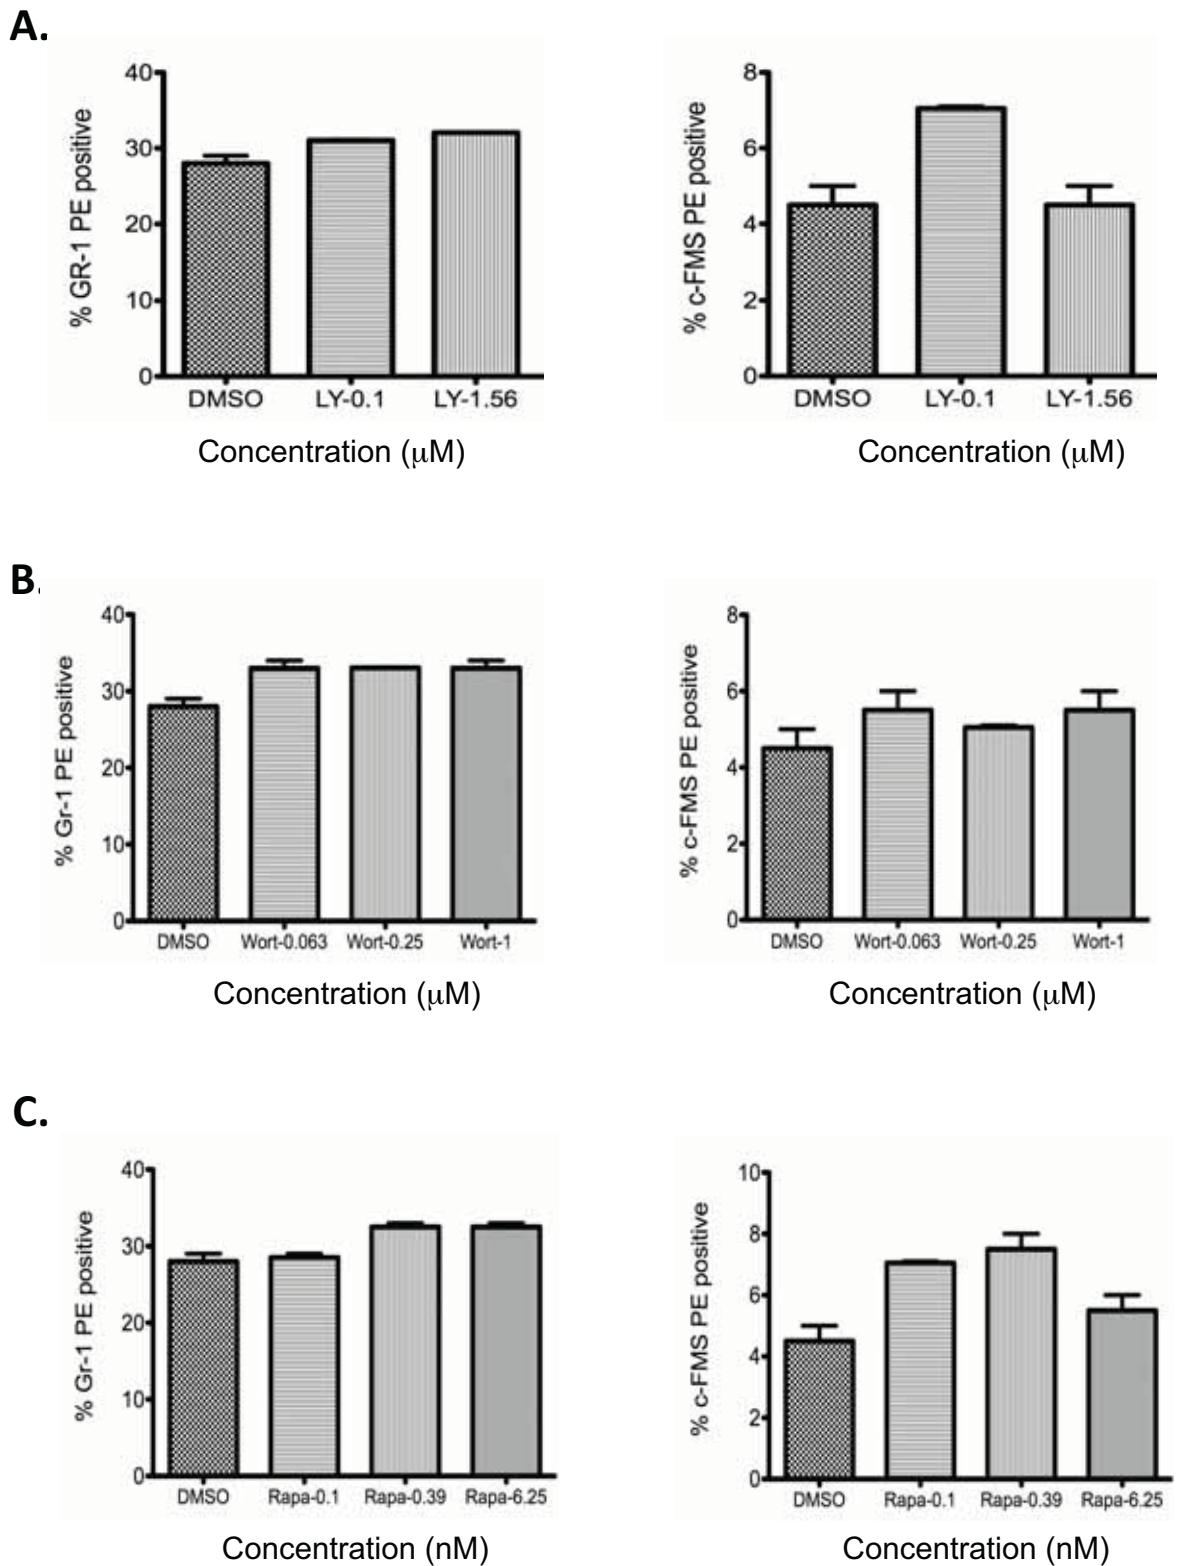 A.
% GR-1 PE positive
40
30
20
10
0
DMSO LY-0.1 LY-1.56
Concentration (μM)
% c-FMS PE positive
8
6
4
2
0
DMSO LY-0.1 LY-1.56
Concentration (μM)
B.
% Gr-1 PE positive
40
30
20
10
0
DMSO Wort-0.063 Wort-0.25 Wort-1
Concentration (μM)
% c-FMS PE positive
8
6
4
2
0
DMSO Wort-0.063 Wort-0.25 Wort-1
Concentration (μM)
C.
% Gr-1 PE positive
40
30
20
10
0
DMSO Rapa-0.1 Rapa-0.39 Rapa-6.25
Concentration (nM)
% c-FMS PE positive
10
8
6
4
2
0
DMSO Rapa-0.1 Rapa-0.39 Rapa-6.25
Concentration (nM)